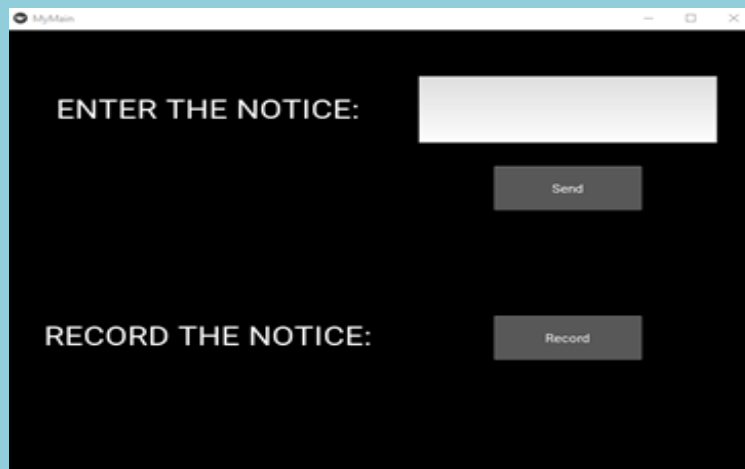 MyMain
ENTER THE NOTICE:
Send
RECORD THE NOTICE:
Record